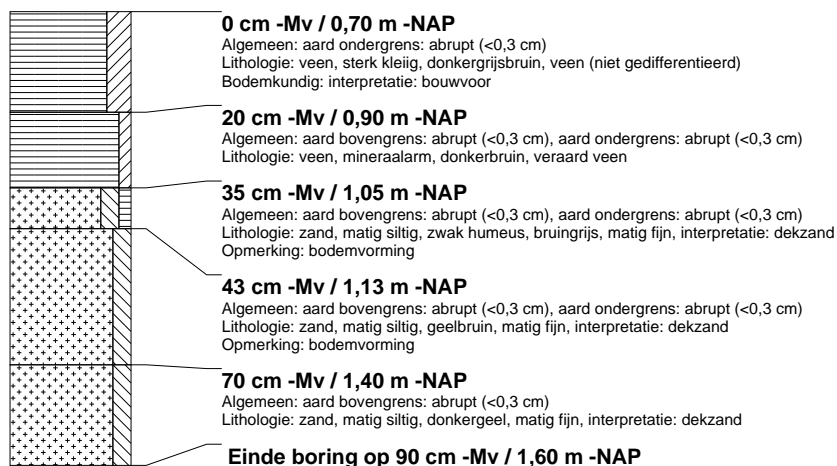 0 cm -Mv / 0,70 m -NAP
Algemeen: aard ondergrens: abrupt (<0,3 cm)
Lithologie: veen, sterk kleiig, donkergrijsbruin, veen (niet gedifferentieerd)
Bodemkundig: interpretatie: bouwvoor
20 cm -Mv / 0,90 m -NAP
Algemeen: aard bovengrens: abrupt (<0,3 cm), aard ondergrens: abrupt (<0,3 cm)
Lithologie: veen, mineraalarm, donkerbruin, veraard veen
35 cm -Mv / 1,05 m -NAP
Algemeen: aard bovengrens: abrupt (<0,3 cm), aard ondergrens: abrupt (<0,3 cm)
Lithologie: zand, matig siltig, zwak humeus, bruingrijs, matig fijn, interpretatie: dekzand
Opmerking: bodemvorming
43 cm -Mv / 1,13 m -NAP
Algemeen: aard bovengrens: abrupt (<0,3 cm), aard ondergrens: abrupt (<0,3 cm)
Lithologie: zand, matig siltig, geelbruin, matig fijn, interpretatie: dekzand
Opmerking: bodemvorming
70 cm -Mv / 1,40 m -NAP
Algemeen: aard bovengrens: abrupt (<0,3 cm)
Lithologie: zand, matig siltig, donkergeel, matig fijn, interpretatie: dekzand
Einde boring op 90 cm -Mv / 1,60 m -NAP